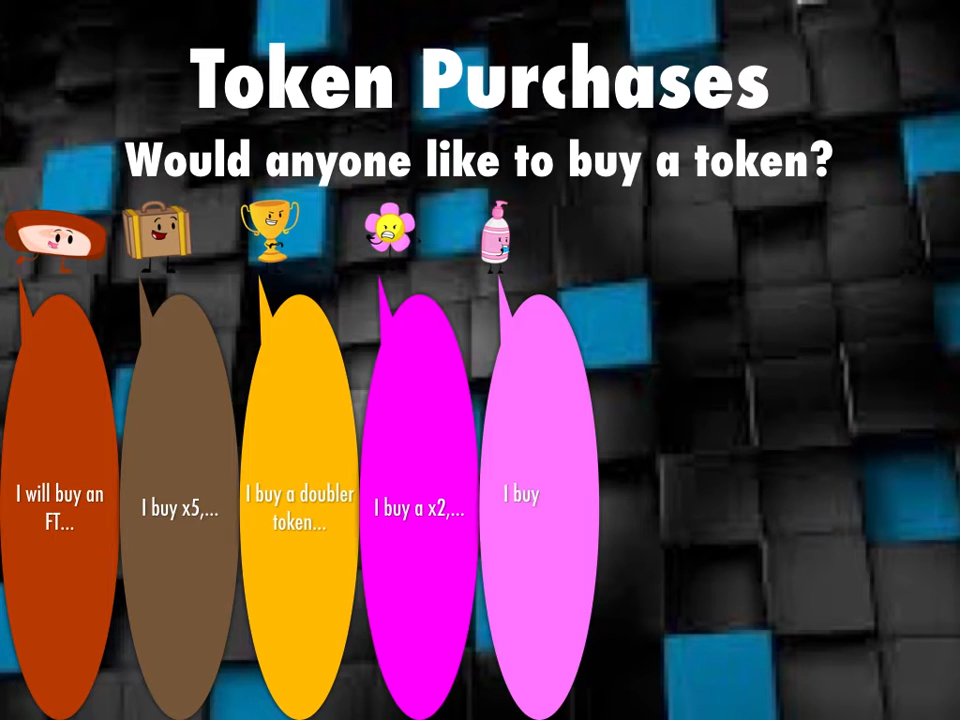 Token Purchases
Would anyone like to buy a token?
I will buy an
FT...
I buy x5,...
I buy a doubler
token...
I buy a x2,...
I buy